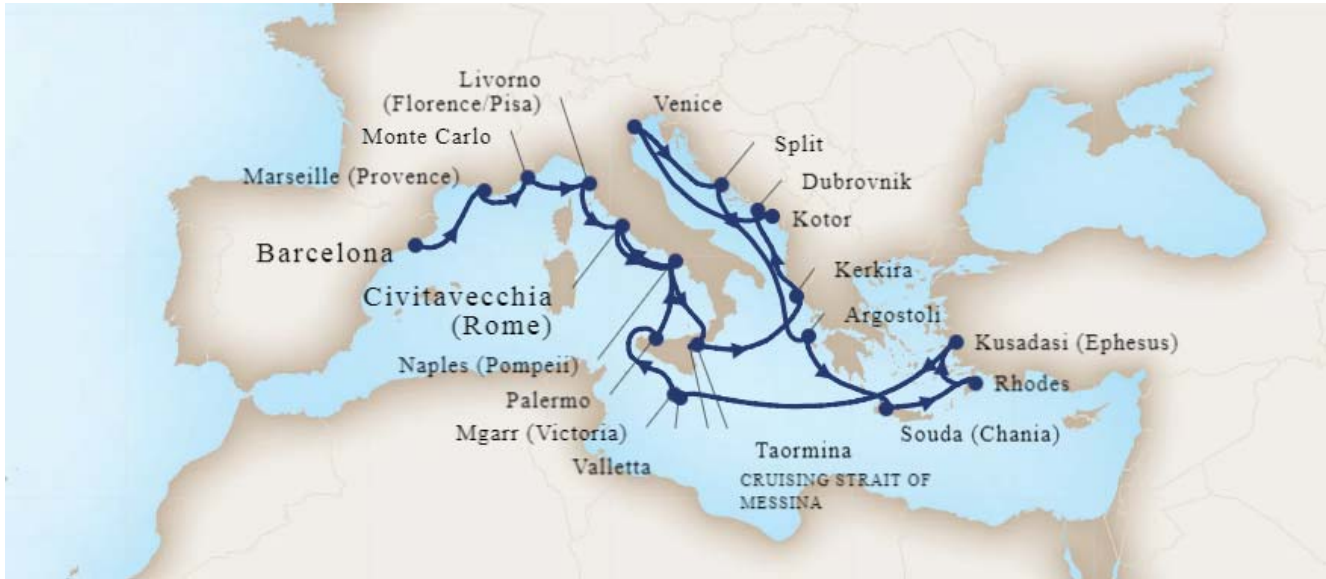 Livorno
(Florence/Pisa)
Venice
Monte Carlo
Split
Marseille (Provence)
Dubrovnik
Kotor
Barcelona
Kerkira
Civitavecchia
(Rome)
Argostoli
Kusadasi (Ephesus)
Naples (Pompeii)
Rhodes
Palermo
Mgarr (Victoria)
Souda (Chania)
Taormina
Valletta
CRUISING STRAIT OF
MESSINA